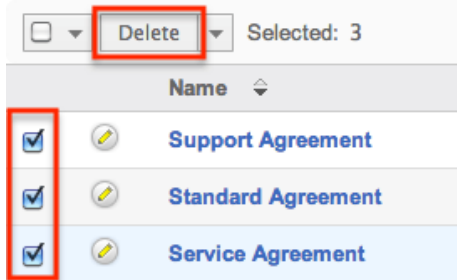 Delete Selected: 3
Name
Support Agreement
Standard Agreement
Service Agreement